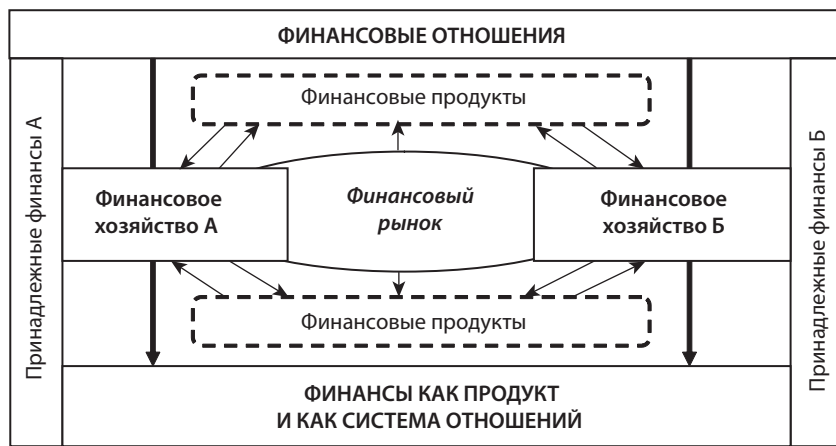 ФИНАНСОВЫЕ ОТНОШЕНИЯ
Принадлежные финансы А
Финансовые продукты
Финансовое
хозяйство А
Финансовый
рынок
Финансовое
хозяйство Б
Принадлежные финансы Б
Финансовые продукты
ФИНАНСЫ КАК ПРОДУКТ
И КАК СИСТЕМА ОТНОШЕНИЙ